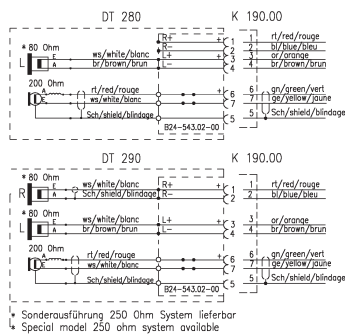 DT 280 K 190.00
R+ + 1 rt/red/rouge
R- 2 bl/blue/bleu
* 80 Ohm
L E ws/white/blanc L+ + 3 or/orange
A br/brown/brun L- 4 br/brown/brun
200 Ohm
A rt/red/rouge + 6 gn/green/vert
E ws/white/blanc 7 ge/yellow/jaune
Sch/shield/blindage 5 Sch/shield/blindage
B24-543.02-00
DT 290 K 190.00
* 80 Ohm
R E ws/white/blanc R+ + 1 rt/red/rouge
A Sch/shield/blindage R- 2 bl/blue/bleu
* 80 Ohm
L E ws/white/blanc L+ + 3 or/orange
A br/brown/brun L- 4 br/brown/brun
200 Ohm
A rt/red/rouge + 6 gn/green/vert
E ws/white/blanc 7 ge/yellow/jaune
Sch/shield/blindage 5 Sch/shield/blindage
B24-543.02-00
* Sonderausführung 250 Ohm System lieferbar
* Special model 250 ohm system available